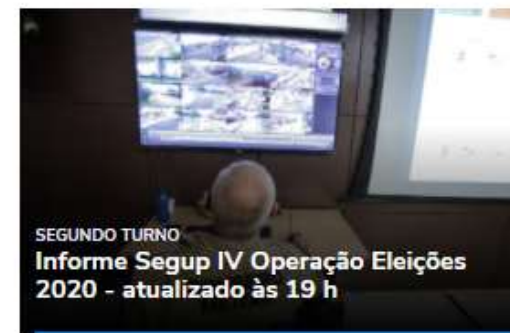 SEGUNDO TURNO
Informe Segup IV Operação Eleições
2020 - atualizado às 19 h